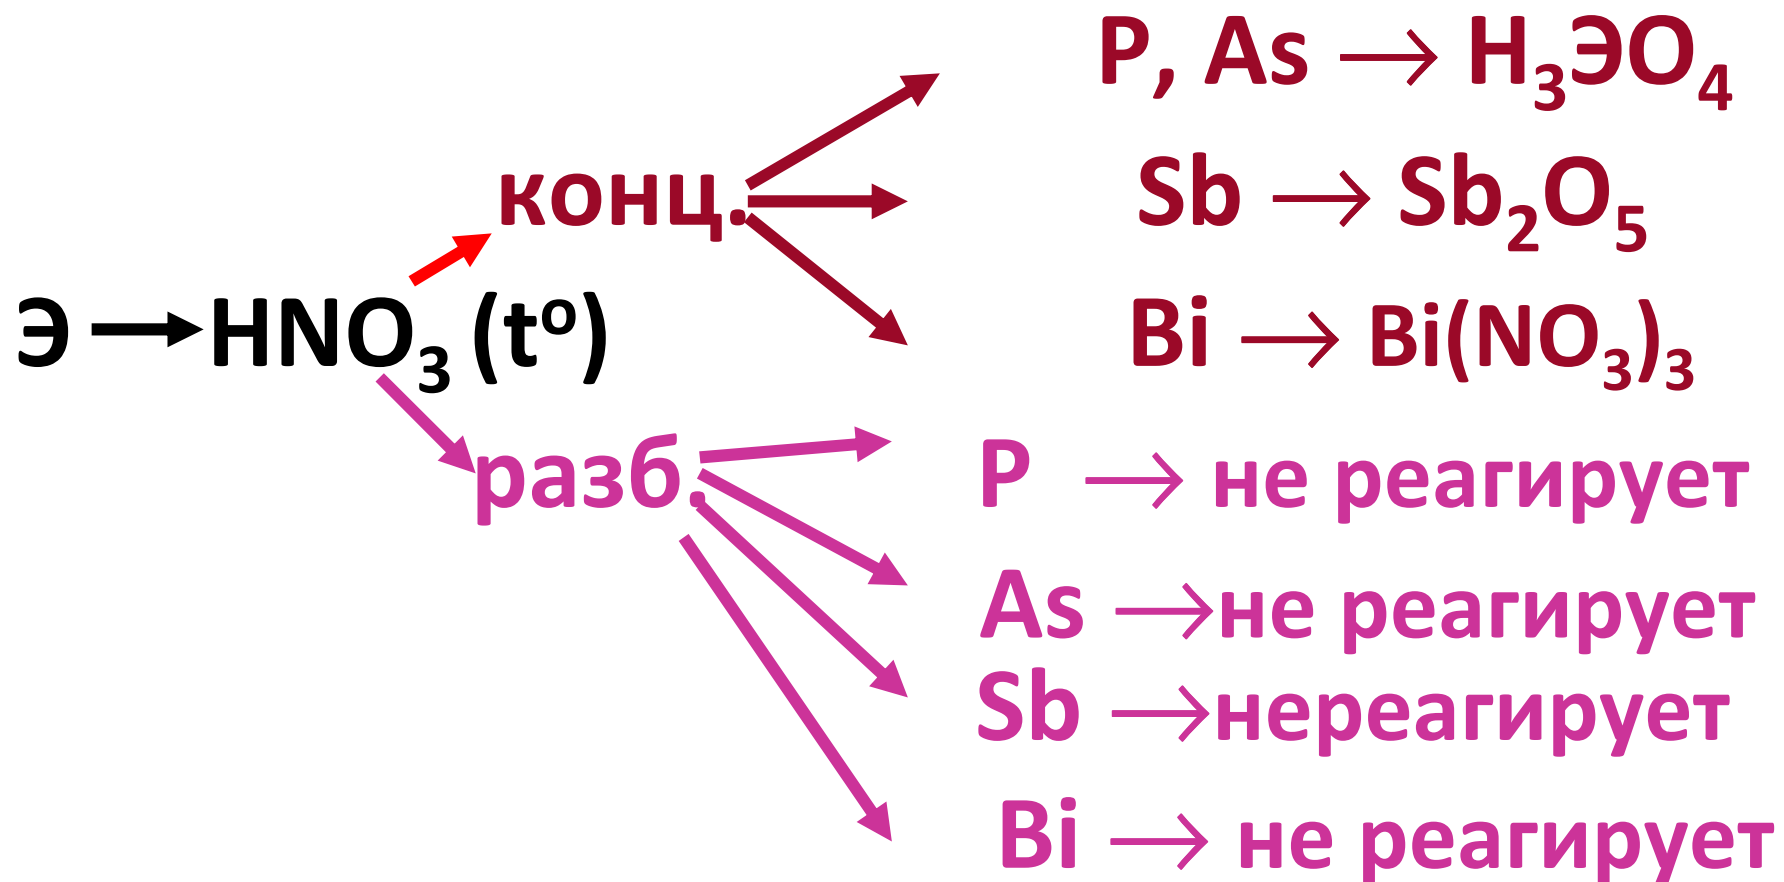 P, As → H₃ЭO₄
конц.
Sb → Sb₂O₅
Э → HNO₃ (tᵒ)
Bi → Bi(NO₃)₃
разб.
P → не реагирует
As →не реагирует
Sb →нереагирует
Bi → не реагирует